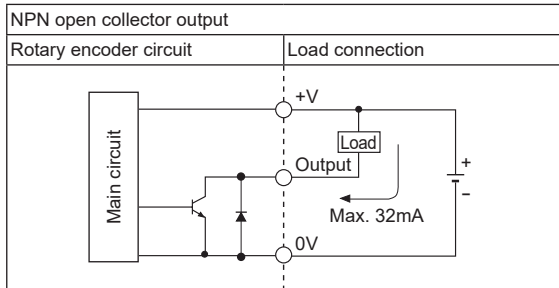 NPN open collector output
Rotary encoder circuit
Load connection
+V
Main circuit
Load
Output
+
−
Max. 32mA
0V